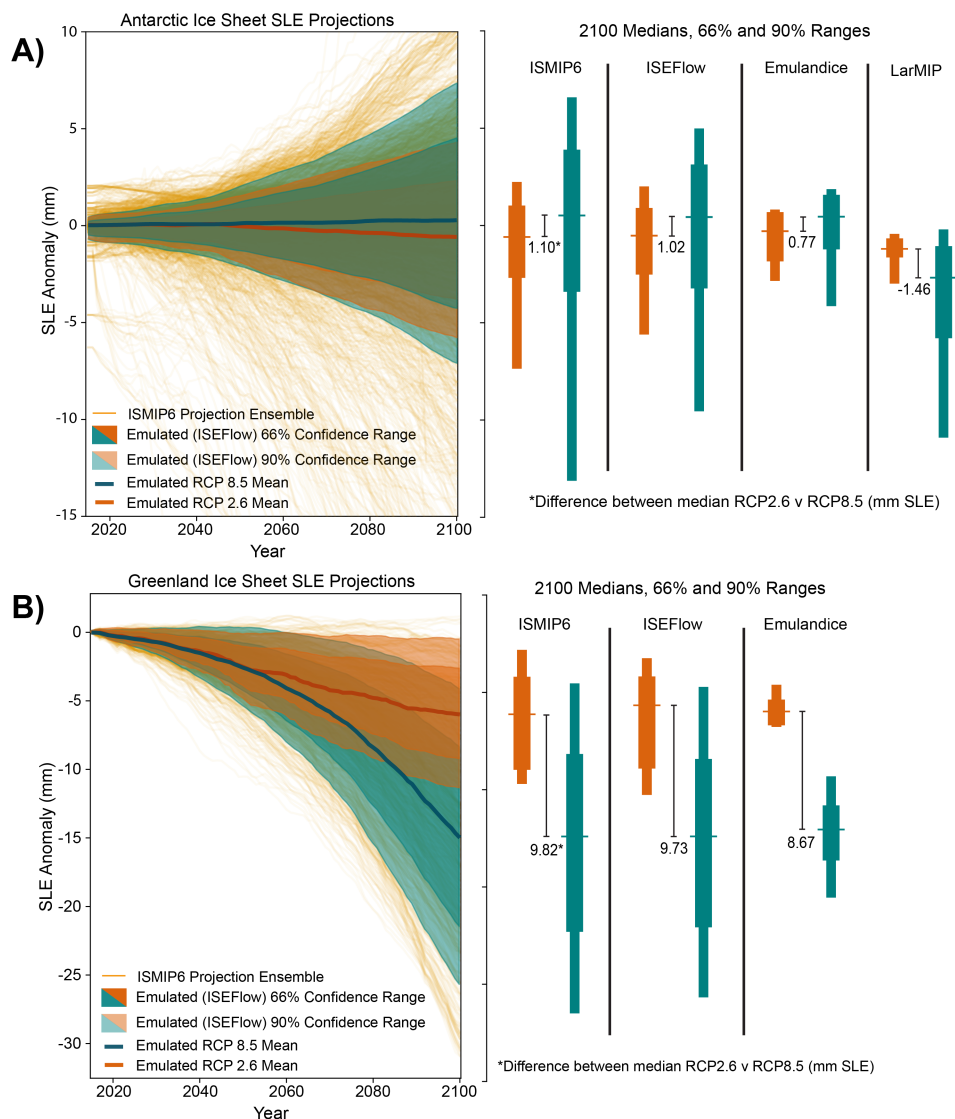 A)
Antarctic Ice Sheet SLE Projections
10
5
0
-5
-10
-15
SLE Anomaly (mm)
ISMIP6 Projection Ensemble
Emulated (ISEFlow) 66% Confidence Range
Emulated (ISEFlow) 90% Confidence Range
Emulated RCP 8.5 Mean
Emulated RCP 2.6 Mean
2020 2040 2060 2080 2100
Year
2100 Medians, 66% and 90% Ranges
ISMIP6 ISEFlow Emulandice LarMIP
1.10* 1.02 0.77 -1.46
*Difference between median RCP2.6 v RCP8.5 (mm SLE)
B)
Greenland Ice Sheet SLE Projections
0
-5
-10
-15
-20
-25
-30
SLE Anomaly (mm)
ISMIP6 Projection Ensemble
Emulated (ISEFlow) 66% Confidence Range
Emulated (ISEFlow) 90% Confidence Range
Emulated RCP 8.5 Mean
Emulated RCP 2.6 Mean
2020 2040 2060 2080 2100
Year
2100 Medians, 66% and 90% Ranges
ISMIP6 ISEFlow Emulandice
9.82* 9.73 8.67
*Difference between median RCP2.6 v RCP8.5 (mm SLE)